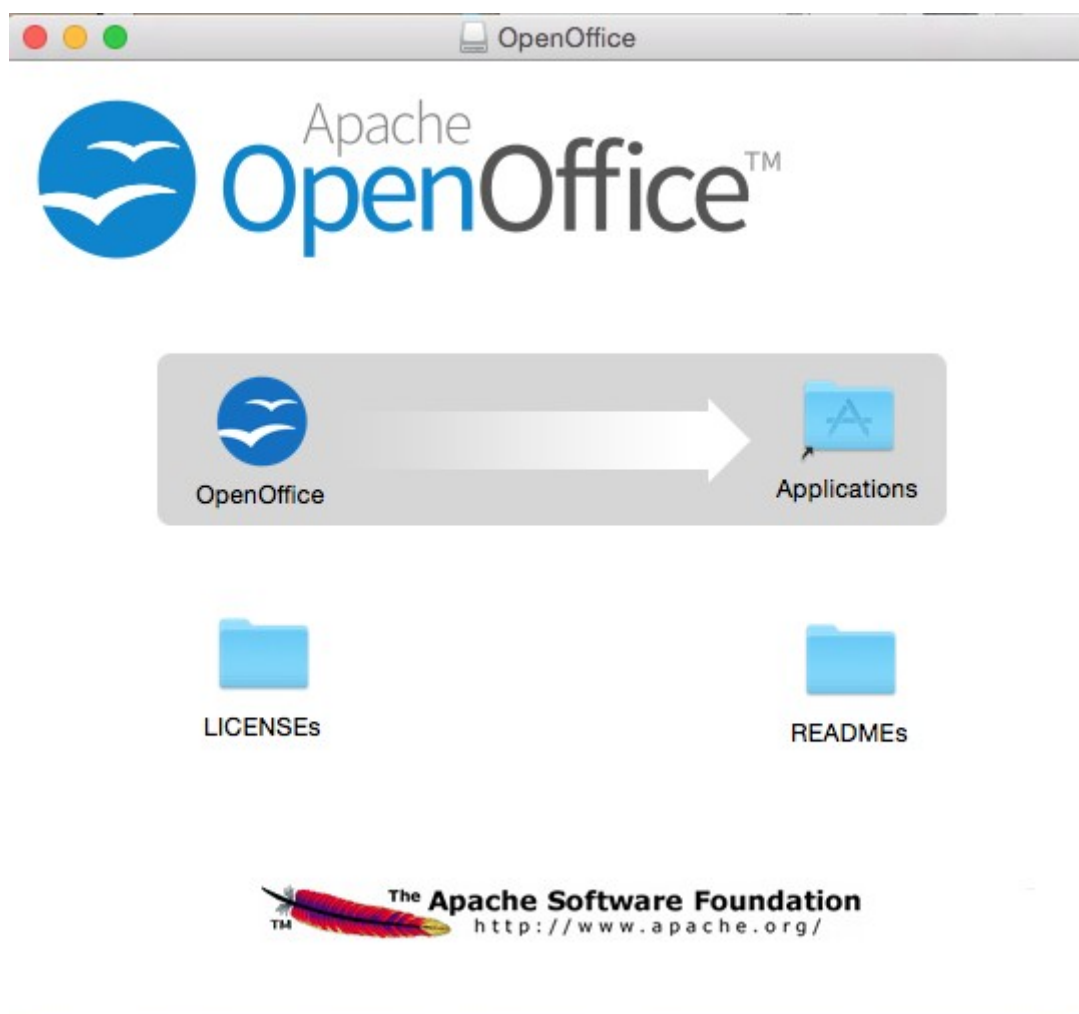 OpenOffice
Apache
OpenOffice™
OpenOffice
Applications
LICENSEs
READMEs
The Apache Software Foundation
TM
http://www.apache.org/